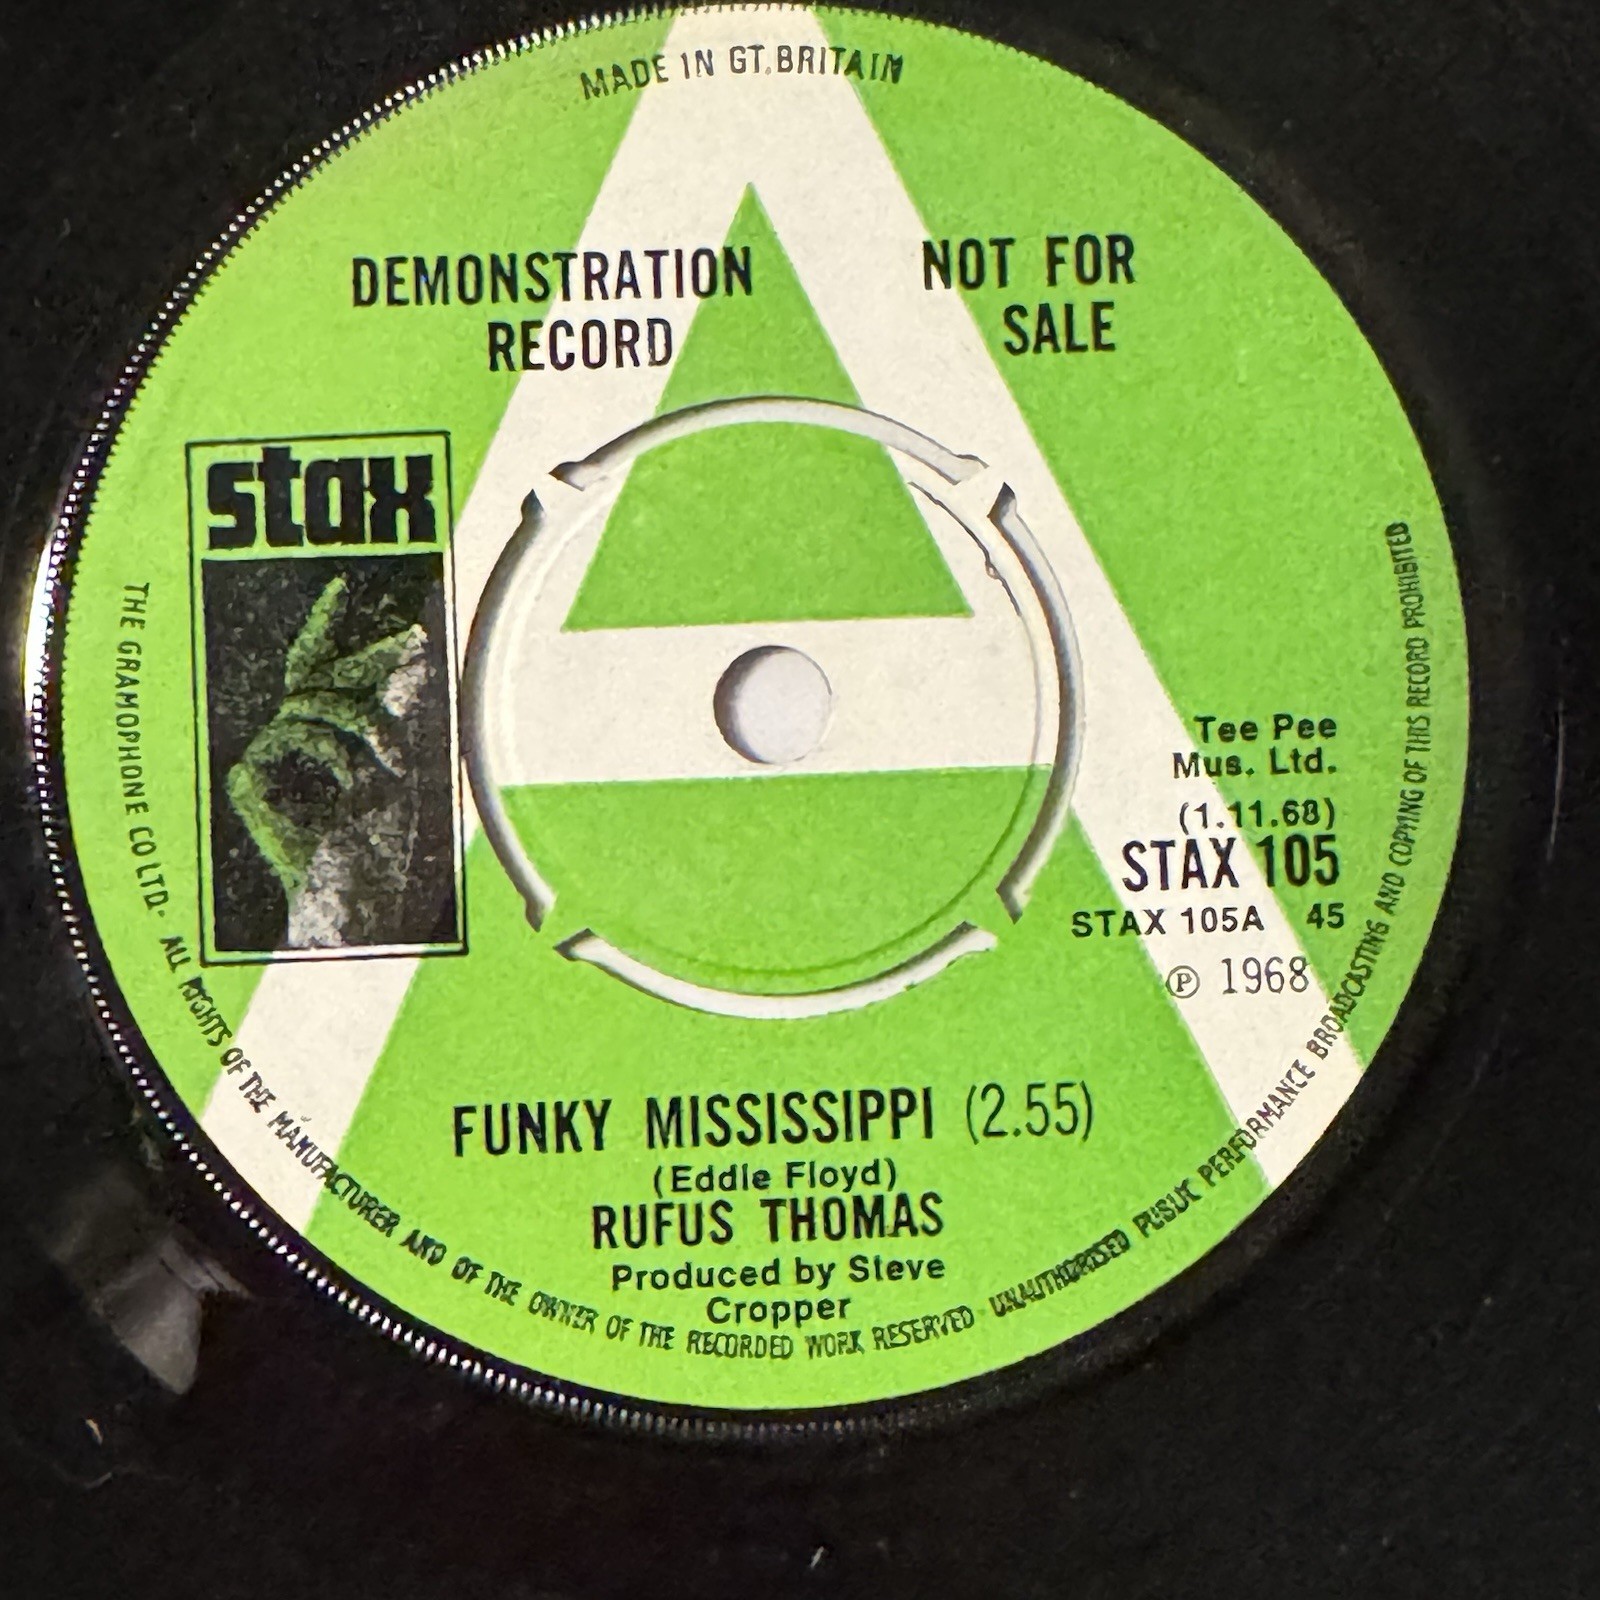 MADE IN GT. BRITAIN
DEMONSTRATION
RECORD
NOT FOR
SALE
stax
Tee Pee
Mus. Ltd.
(1.11.68)
STAX 105
STAX 105A 45
℗ 1968
FUNKY MISSISSIPPI (2.55)
(Eddie Floyd)
RUFUS THOMAS
Produced by Steve
Cropper
THE GRAMOPHONE CO LTD· ALL RIGHTS OF THE MANUFACTURER AND OF THE OWNER OF THE RECORDED WORK RESERVED · UNAUTHORISED PUBLIC PERFORMANCE BROADCASTING AND COPYING OF THIS RECORD PROHIBITED